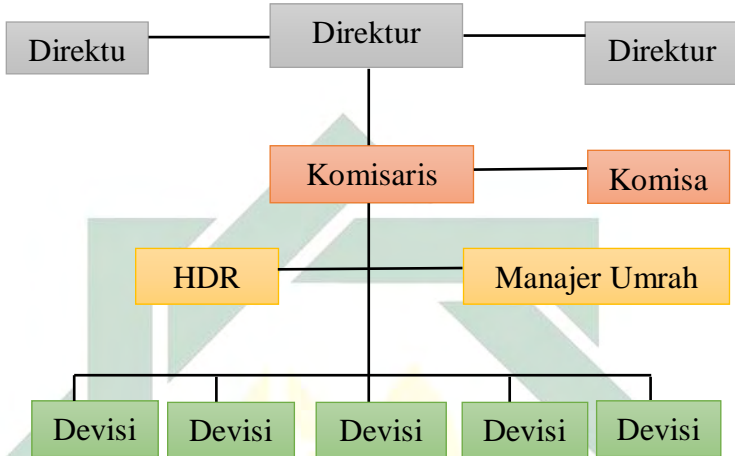 Direktu
Direktur
Direktur
Komisaris
Komisa
HDR
Manajer Umrah
Devisi
Devisi
Devisi
Devisi
Devisi